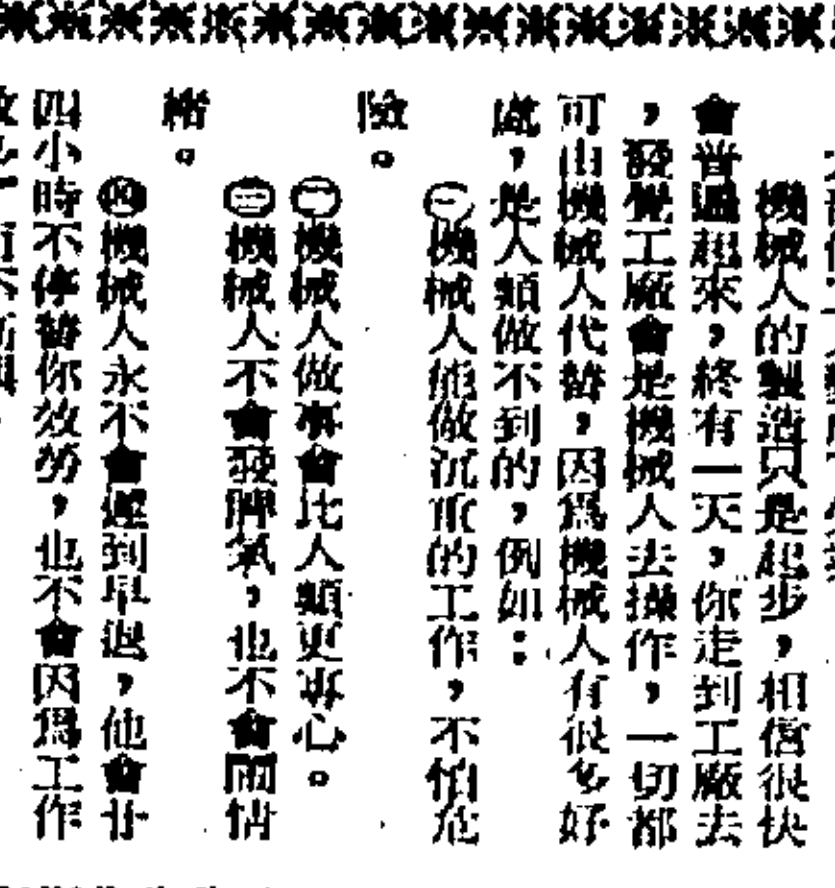 機械人的製造只是起步，相信很快
會普遍起來，終有一天，你走到工廠去
，發覺工廠會是機械人去操作，一切都
可由機械人代替，因爲機械人有很多好
處，是人類做不到的，例如：
㊀機械人能做沉重的工作，不怕危
險。
㊁機械人做事會比人類更專心。
㊂機械人不會發脾氣，也不會鬧情
緒。
㊃機械人永不會遲到早退，他會廿
四小時不停替你效勞，也不會因爲工作